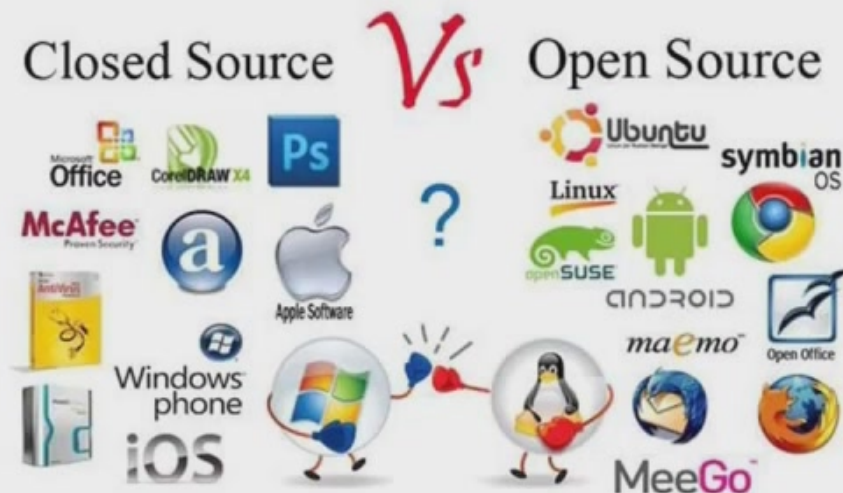 Closed Source
Vs
Open Source
Microsoft
Office
CorelDRAW X4
Ps
McAfee
Proven Security
a
Apple Software
AntiVirus
Windows
phone
iOS
?
Ubuntu
symbian
OS
Linux
openSUSE
ANDROID
maemo
Open Office
MeeGo